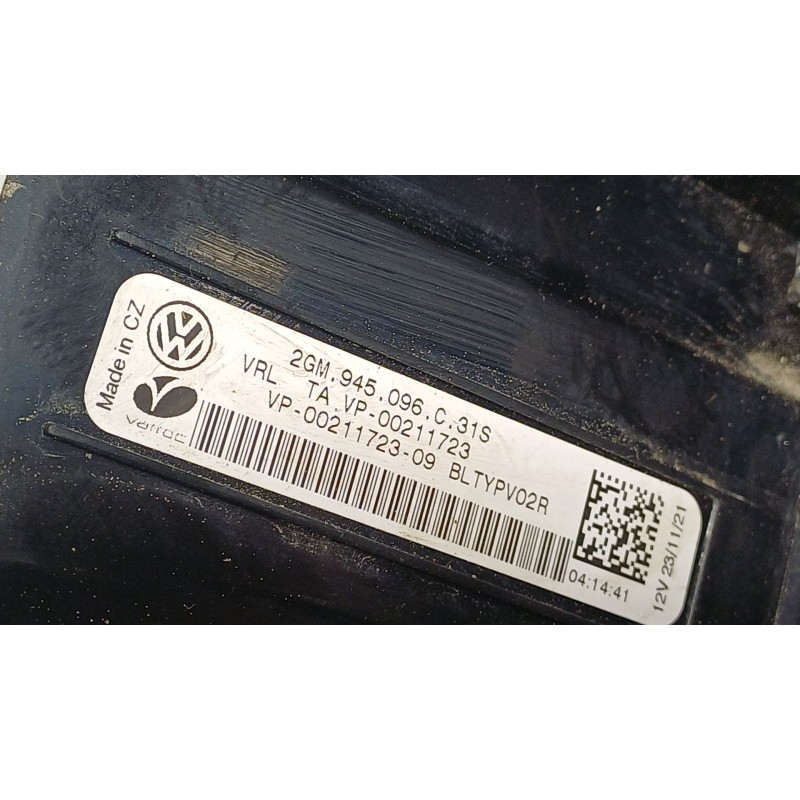 Made in CZ
2GM.945.096.C.31S
VRL TA VP-00211723
VP-00211723-09 BLTYPV02R
varroc
04:14:41
12V 23/11/21